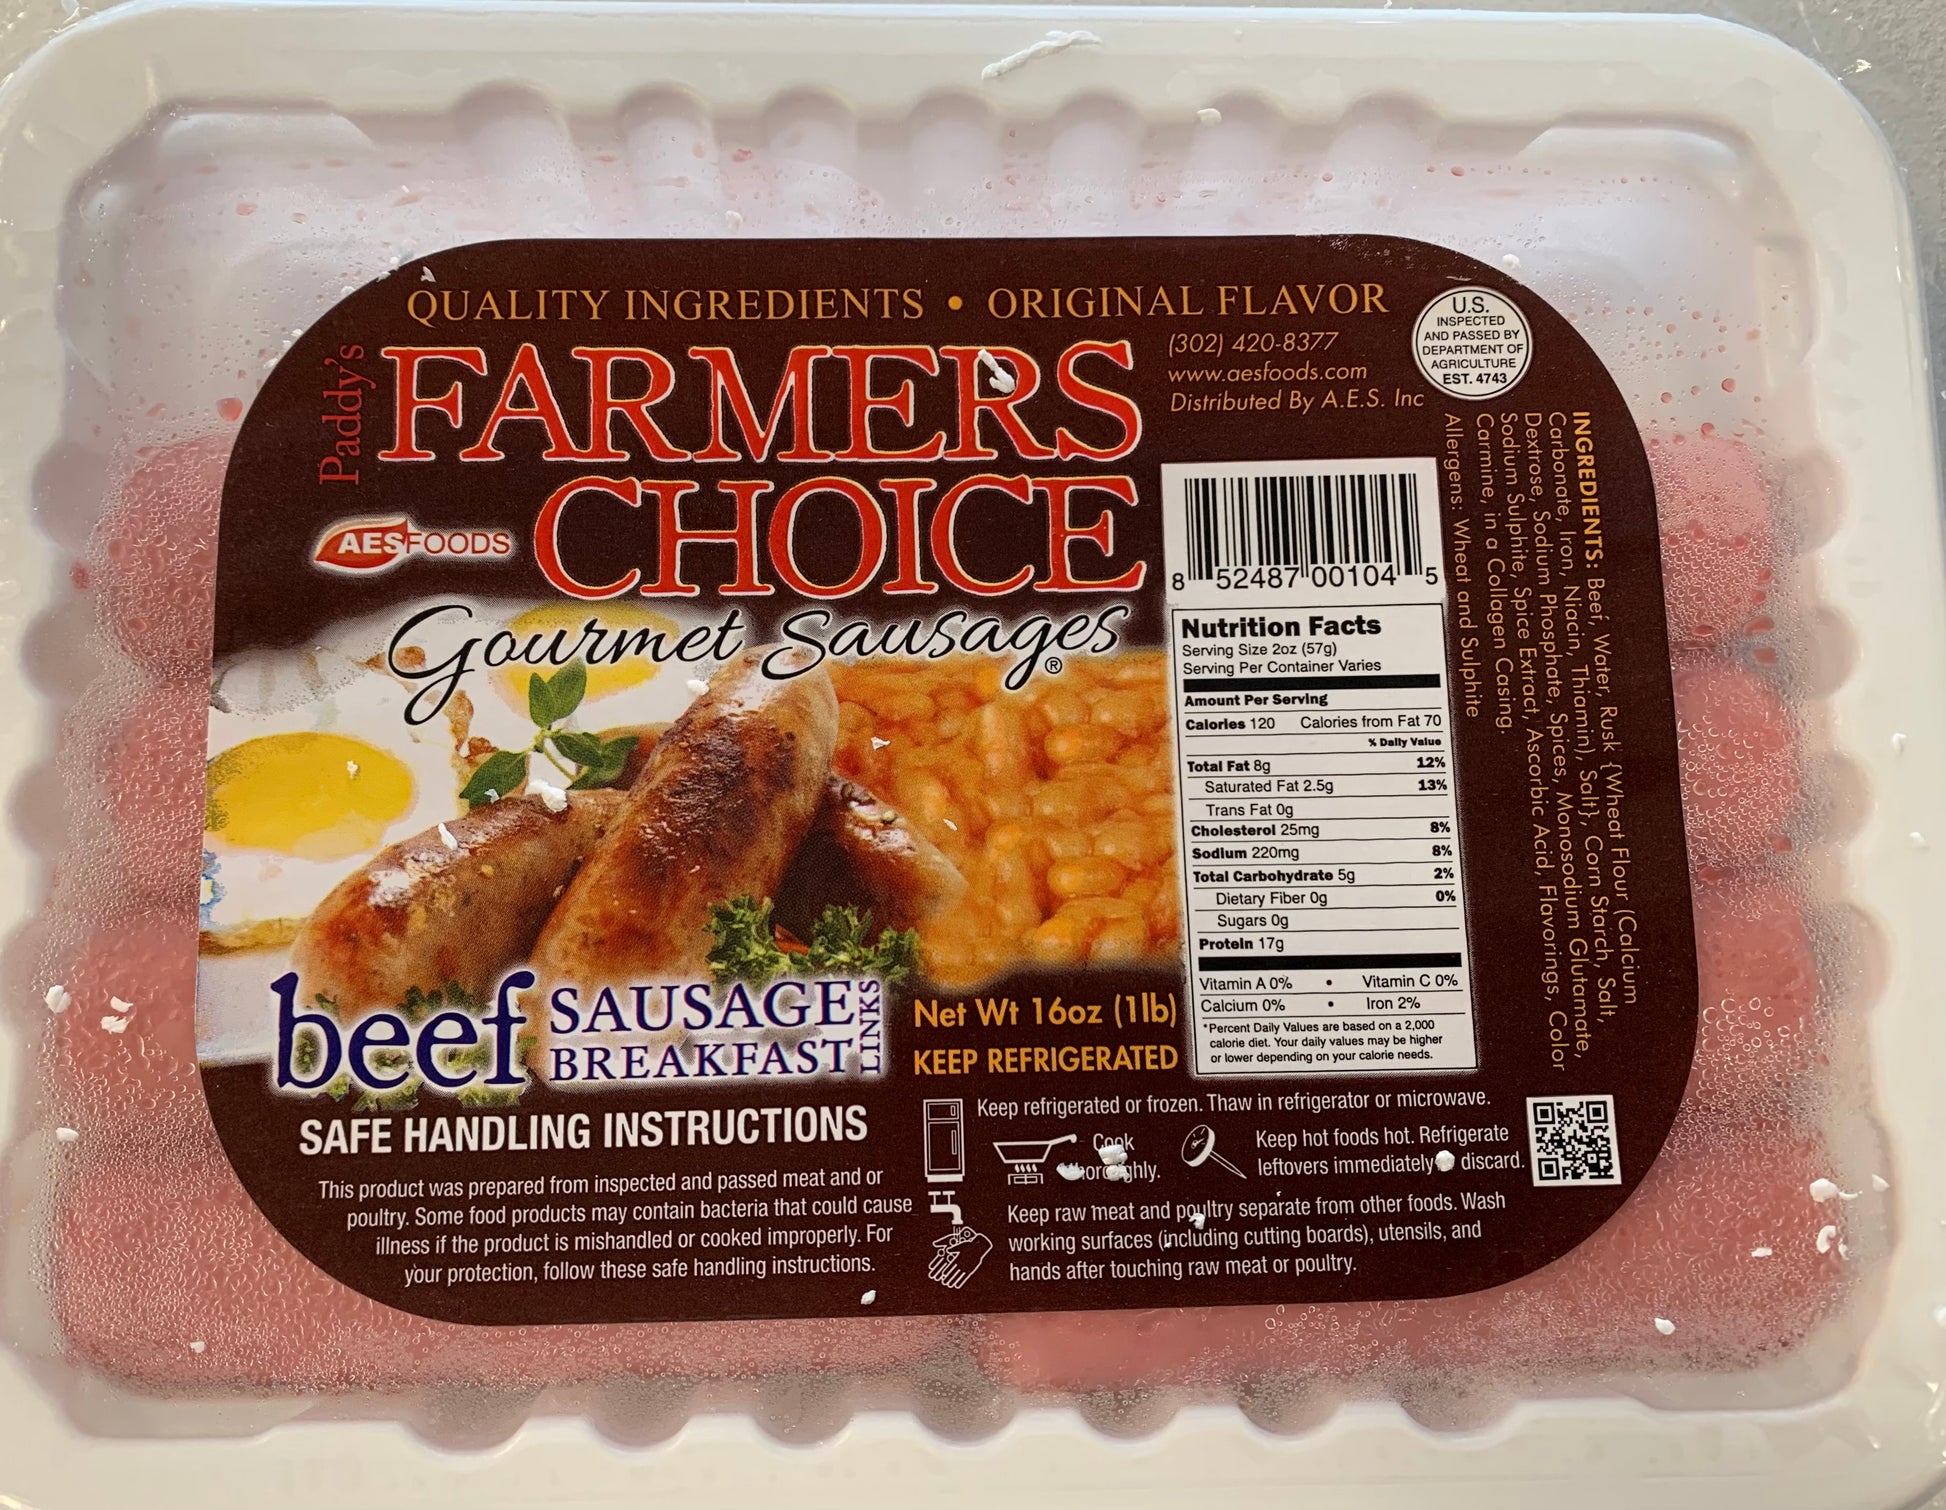 QUALITY INGREDIENTS • ORIGINAL FLAVOR
Paddy's
FARMERS
CHOICE
AESFOODS
Gourmet Sausages®
(302) 420-8377
www.aesfoods.com
Distributed By A.E.S. Inc
U.S.
INSPECTED
AND PASSED BY
DEPARTMENT OF
AGRICULTURE
EST. 4743
INGREDIENTS: Beef, Water, Rusk {Wheat Flour (Calcium
Carbonate, Iron, Niacin, Thiamin), Salt}, Corn Starch, Salt,
Dextrose, Sodium Phosphate, Spices, Monosodium Glutamate,
Sodium Sulphite, Spice Extract, Ascorbic Acid, Flavorings, Color
Carmine, in a Collagen Casing.
Allergens: Wheat and Sulphite
8 52487 00104 5
Nutrition Facts
Serving Size 2oz (57g)
Serving Per Container Varies
Amount Per Serving
Calories 120 Calories from Fat 70
% Daily Value
Total Fat 8g 12%
Saturated Fat 2.5g 13%
Trans Fat 0g
Cholesterol 25mg 8%
Sodium 220mg 8%
Total Carbohydrate 5g 2%
Dietary Fiber 0g 0%
Sugars 0g
Protein 17g
Vitamin A 0% • Vitamin C 0%
Calcium 0% • Iron 2%
*Percent Daily Values are based on a 2,000
calorie diet. Your daily values may be higher
or lower depending on your calorie needs.
beef SAUSAGE
BREAKFAST
LINKS
Net Wt 16oz (1lb)
KEEP REFRIGERATED
SAFE HANDLING INSTRUCTIONS
This product was prepared from inspected and passed meat and or
poultry. Some food products may contain bacteria that could cause
illness if the product is mishandled or cooked improperly. For
your protection, follow these safe handling instructions.
Keep refrigerated or frozen. Thaw in refrigerator or microwave.
Cook
thoroughly.
Keep hot foods hot. Refrigerate
leftovers immediately discard.
Keep raw meat and poultry separate from other foods. Wash
working surfaces (including cutting boards), utensils, and
hands after touching raw meat or poultry.